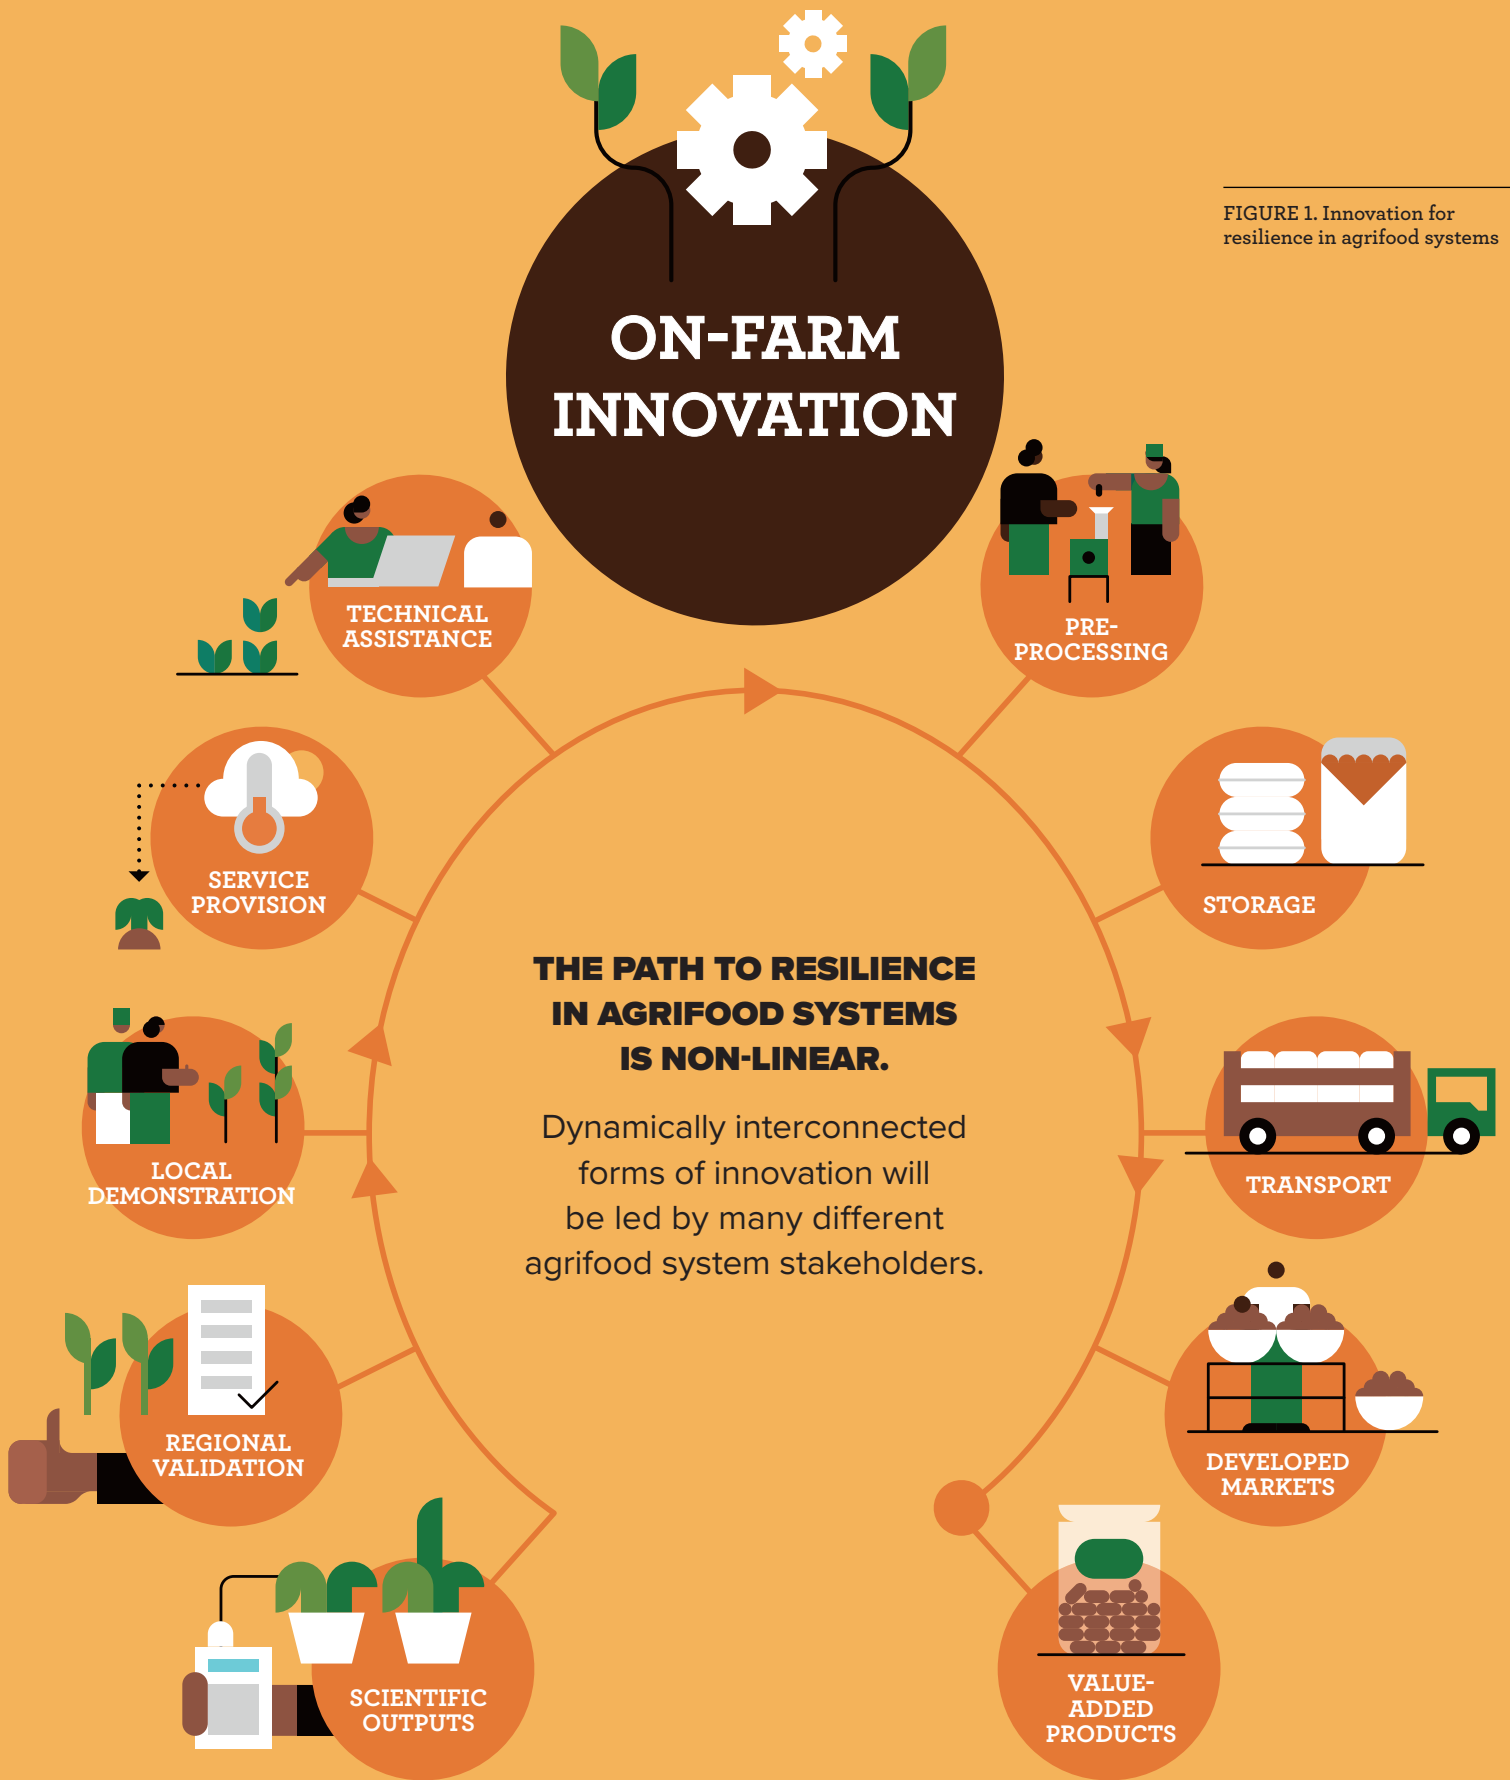 FIGURE 1. Innovation for
resilience in agrifood systems
ON-FARM
INNOVATION
TECHNICAL
ASSISTANCE
PRE-
PROCESSING
SERVICE
PROVISION
STORAGE
THE PATH TO RESILIENCE
IN AGRIFOOD SYSTEMS
IS NON-LINEAR.
Dynamically interconnected
forms of innovation will
be led by many different
agrifood system stakeholders.
LOCAL
DEMONSTRATION
TRANSPORT
REGIONAL
VALIDATION
DEVELOPED
MARKETS
SCIENTIFIC
OUTPUTS
VALUE-
ADDED
PRODUCTS